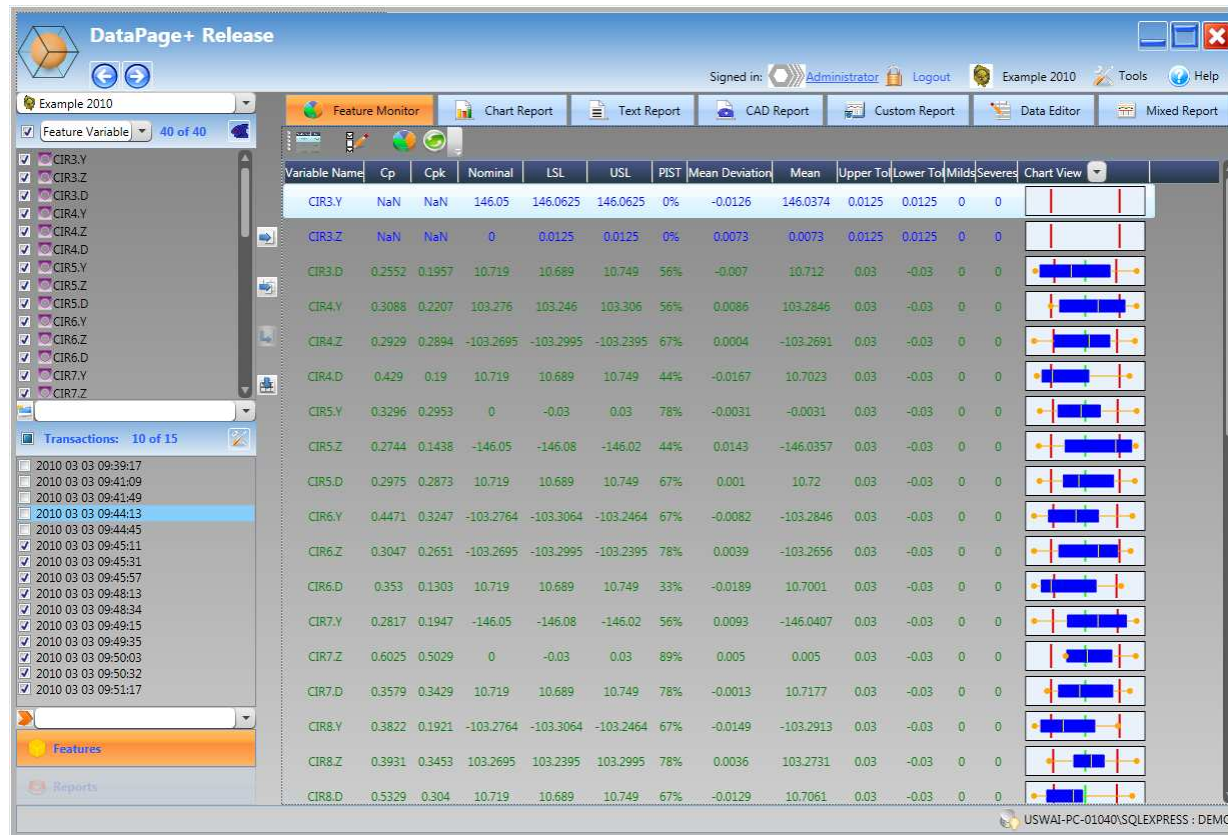 DataPage+ Release
Signed in: Administrator Logout Example 2010 Tools Help
Example 2010
Feature Monitor Chart Report Text Report CAD Report Custom Report Data Editor Mixed Report
Feature Variable 40 of 40
CIR3.Y
CIR3.Z
CIR3.D
CIR4.Y
CIR4.Z
CIR4.D
CIR5.Y
CIR5.Z
CIR5.D
CIR6.Y
CIR6.Z
CIR6.D
CIR7.Y
CIR7.Z
Transactions: 10 of 15
2010 03 03 09:39:17
2010 03 03 09:41:09
2010 03 03 09:41:49
2010 03 03 09:44:13
2010 03 03 09:44:45
2010 03 03 09:45:11
2010 03 03 09:45:31
2010 03 03 09:45:57
2010 03 03 09:48:13
2010 03 03 09:48:34
2010 03 03 09:49:15
2010 03 03 09:49:35
2010 03 03 09:50:03
2010 03 03 09:50:32
2010 03 03 09:51:17
Features
Reports
Variable Name Cp Cpk Nominal LSL USL PIST Mean Deviation Mean Upper Tol Lower Tol Milds Severes Chart View
CIR3.Y NaN NaN 146.05 146.0625 146.0625 0% -0.0126 146.0374 0.0125 0.0125 0 0
CIR3.Z NaN NaN 0 0.0125 0.0125 0% 0.0073 0.0073 0.0125 0.0125 0 0
CIR3.D 0.2552 0.1957 10.719 10.689 10.749 56% -0.007 10.712 0.03 -0.03 0 0
CIR4.Y 0.3088 0.2207 103.276 103.246 103.306 56% 0.0086 103.2846 0.03 -0.03 0 0
CIR4.Z 0.2929 0.2894 -103.2695 -103.2995 -103.2395 67% 0.0004 -103.2691 0.03 -0.03 0 0
CIR4.D 0.429 0.19 10.719 10.689 10.749 44% -0.0167 10.7023 0.03 -0.03 0 0
CIR5.Y 0.3296 0.2953 0 -0.03 0.03 78% -0.0031 -0.0031 0.03 -0.03 0 0
CIR5.Z 0.2744 0.1438 -146.05 -146.08 -146.02 44% 0.0143 -146.0357 0.03 -0.03 0 0
CIR5.D 0.2975 0.2873 10.719 10.689 10.749 67% 0.001 10.72 0.03 -0.03 0 0
CIR6.Y 0.4471 0.3247 -103.2764 -103.3064 -103.2464 67% -0.0082 -103.2846 0.03 -0.03 0 0
CIR6.Z 0.3047 0.2651 -103.2695 -103.2995 -103.2395 78% 0.0039 -103.2656 0.03 -0.03 0 0
CIR6.D 0.353 0.1303 10.719 10.689 10.749 33% -0.0189 10.7001 0.03 -0.03 0 0
CIR7.Y 0.2817 0.1947 -146.05 -146.08 -146.02 56% 0.0093 -146.0407 0.03 -0.03 0 0
CIR7.Z 0.6025 0.5029 0 -0.03 0.03 89% 0.005 0.005 0.03 -0.03 0 0
CIR7.D 0.3579 0.3429 10.719 10.689 10.749 78% -0.0013 10.7177 0.03 -0.03 0 0
CIR8.Y 0.3822 0.1921 -103.2764 -103.3064 -103.2464 67% -0.0149 -103.2913 0.03 -0.03 0 0
CIR8.Z 0.3931 0.3453 103.2695 103.2395 103.2995 78% 0.0036 103.2731 0.03 -0.03 0 0
CIR8.D 0.5329 0.304 10.719 10.689 10.749 67% -0.0129 10.7061 0.03 -0.03 0 0
USWAI-PC-01040\SQLEXPRESS : DEMO